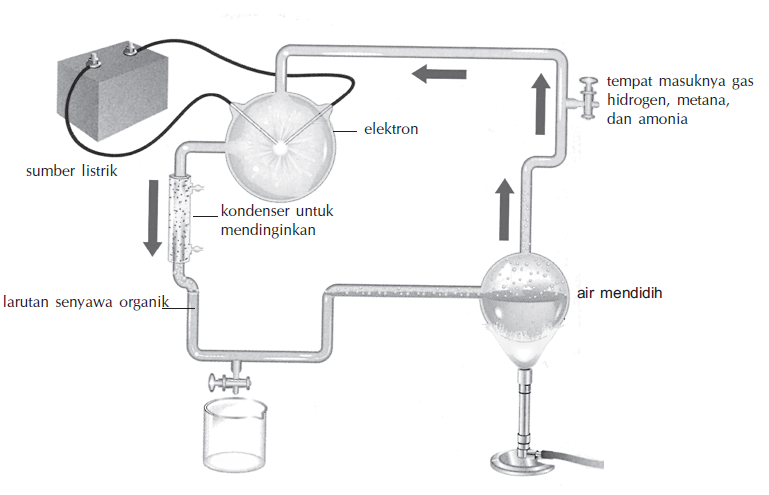 tempat masuknya gas
hidrogen, metana,
dan amonia
elektron
sumber listrik
kondenser untuk
mendinginkan
larutan senyawa organik
air mendidih